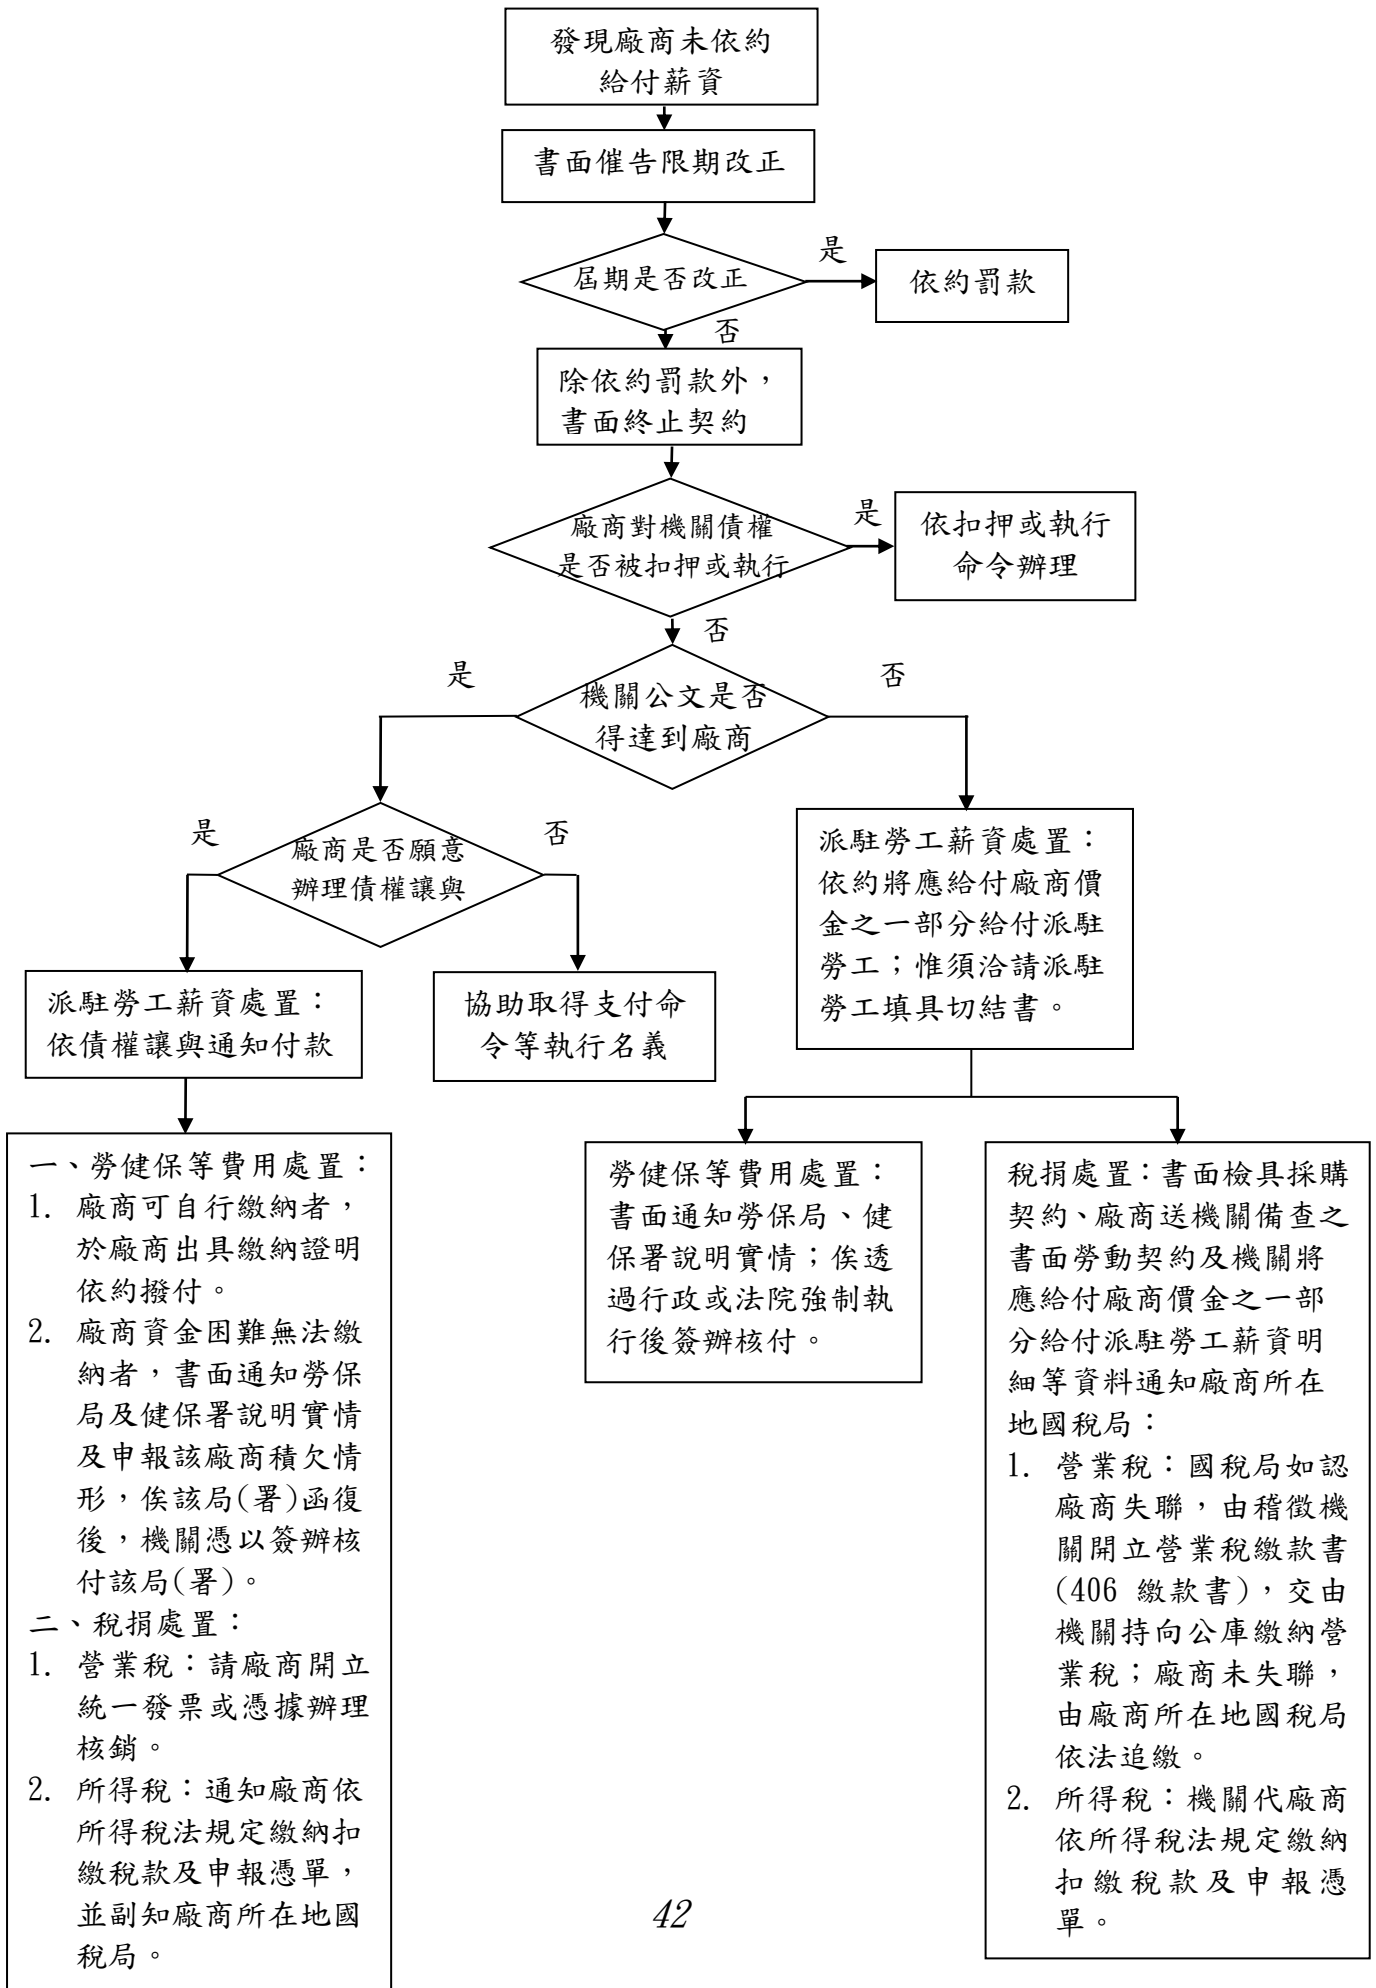 發現廠商未依約
給付薪資
書面催告限期改正
屆期是否改正
是
依約罰款
否
除依約罰款外，
書面終止契約
廠商對機關債權
是否被扣押或執行
是
依扣押或執行
命令辦理
否
機關公文是否
得達到廠商
是
否
廠商是否願意
辦理債權讓與
是
否
派駐勞工薪資處置：
依債權讓與通知付款
協助取得支付命
令等執行名義
派駐勞工薪資處置：
依約將應給付廠商價
金之一部分給付派駐
勞工；惟須洽請派駐
勞工填具切結書。
一、勞健保等費用處置：
1. 廠商可自行繳納者，
於廠商出具繳納證明
依約撥付。
2. 廠商資金困難無法繳
納者，書面通知勞保
局及健保署說明實情
及申報該廠商積欠情
形，俟該局(署)函復
後，機關憑以簽辦核
付該局(署)。
二、稅捐處置：
1. 營業稅：請廠商開立
統一發票或憑據辦理
核銷。
2. 所得稅：通知廠商依
所得稅法規定繳納扣
繳稅款及申報憑單，
並副知廠商所在地國
稅局。
勞健保等費用處置：
書面通知勞保局、健
保署說明實情；俟透
過行政或法院強制執
行後簽辦核付。
稅捐處置：書面檢具採購
契約、廠商送機關備查之
書面勞動契約及機關將
應給付廠商價金之一部
分給付派駐勞工薪資明
細等資料通知廠商所在
地國稅局：
1. 營業稅：國稅局如認
廠商失聯，由稽徵機
關開立營業稅繳款書
(406 繳款書)，交由
機關持向公庫繳納營
業稅；廠商未失聯，
由廠商所在地國稅局
依法追繳。
2. 所得稅：機關代廠商
依所得稅法規定繳納
扣繳稅款及申報憑
單。
42